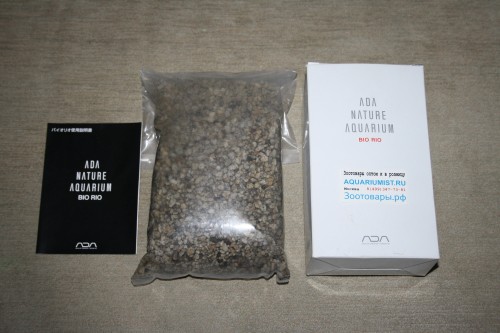 バイオリオ使用説明書
ADA
NATURE
AQUARIUM
BIO RIO
ADA
ADA
NATURE
AQUARIUM
BIO RIO
Зоотовары оптом и в розницу
AQUARIUMIST.RU
Зоотовары.рф
ADA